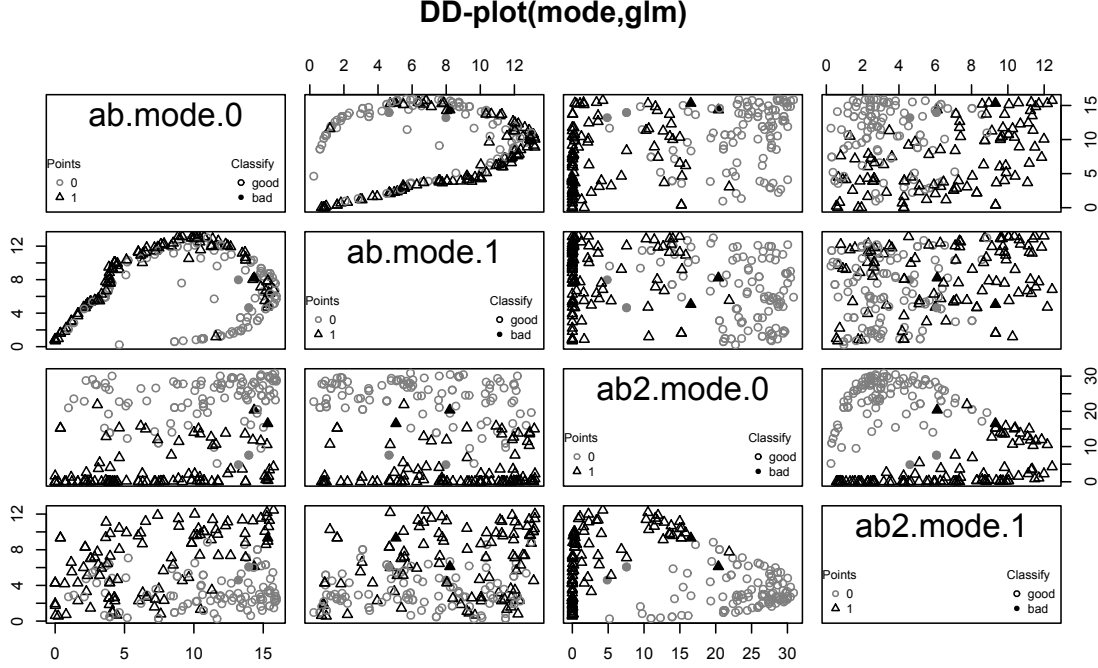 DD-plot(mode,glm)
0 2 4 6 8 10 12
0 2 4 6 8 10 12
ab.mode.0
Points Classify
0 good
1 bad
0 5 10 15
0 4 8 12
ab.mode.1
Points Classify
0 good
1 bad
ab2.mode.0
Points Classify
0 good
1 bad
0 10 20 30
0 4 8 12
ab2.mode.1
Points Classify
0 good
1 bad
0 5 10 15
0 5 10 15 20 25 30